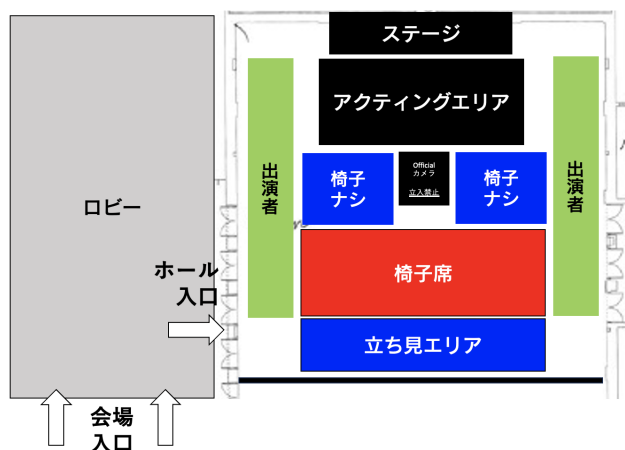 ステージ
アクティングエリア
Official
カメラ
立入禁止
椅子
ナシ
椅子
ナシ
出演者
出演者
ロビー
ホール
入口
椅子席
立ち見エリア
会場
入口